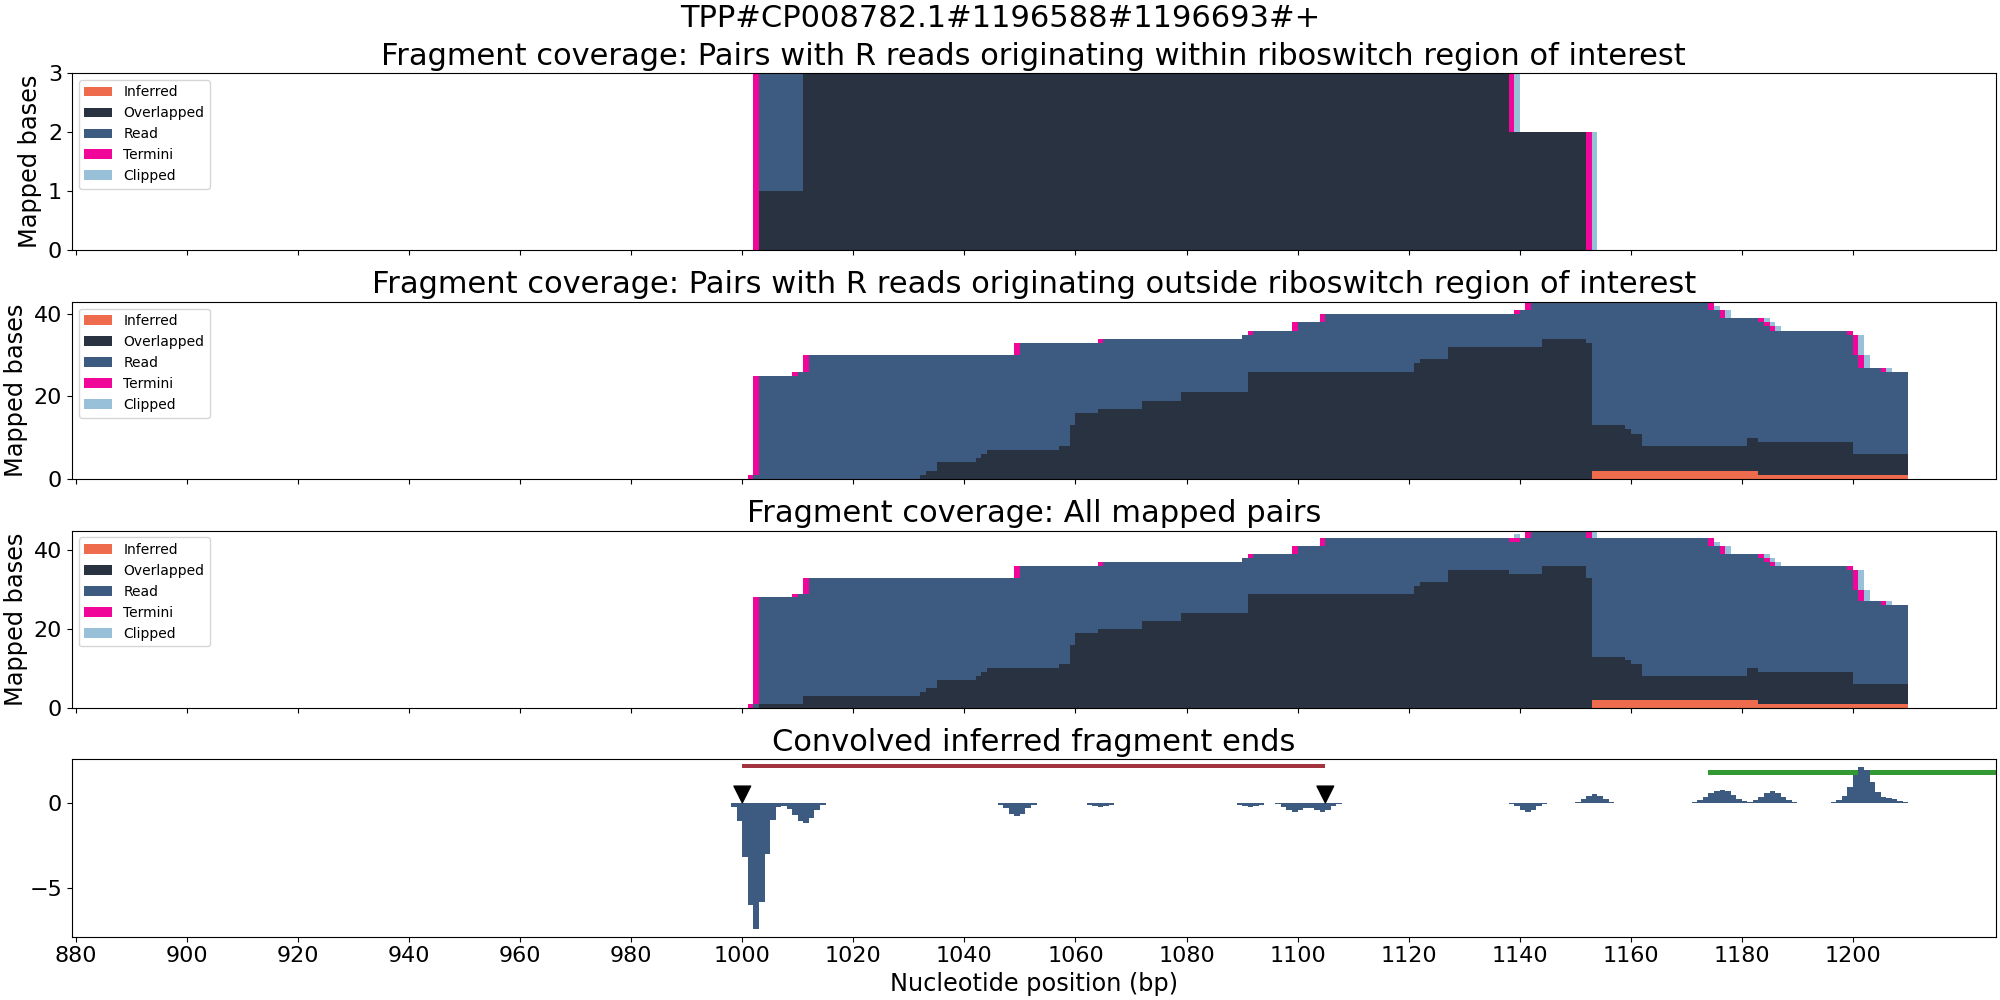 TPP#CP008782.1#1196588#1196693#+
Fragment coverage: Pairs with R reads originating within riboswitch region of interest
Mapped bases
3
2
1
0
Inferred
Overlapped
Read
Termini
Clipped
Fragment coverage: Pairs with R reads originating outside riboswitch region of interest
Mapped bases
40
20
0
Inferred
Overlapped
Read
Termini
Clipped
Fragment coverage: All mapped pairs
Mapped bases
40
20
0
Inferred
Overlapped
Read
Termini
Clipped
Convolved inferred fragment ends
0
−5
880 900 920 940 960 980 1000 1020 1040 1060 1080 1100 1120 1140 1160 1180 1200
Nucleotide position (bp)